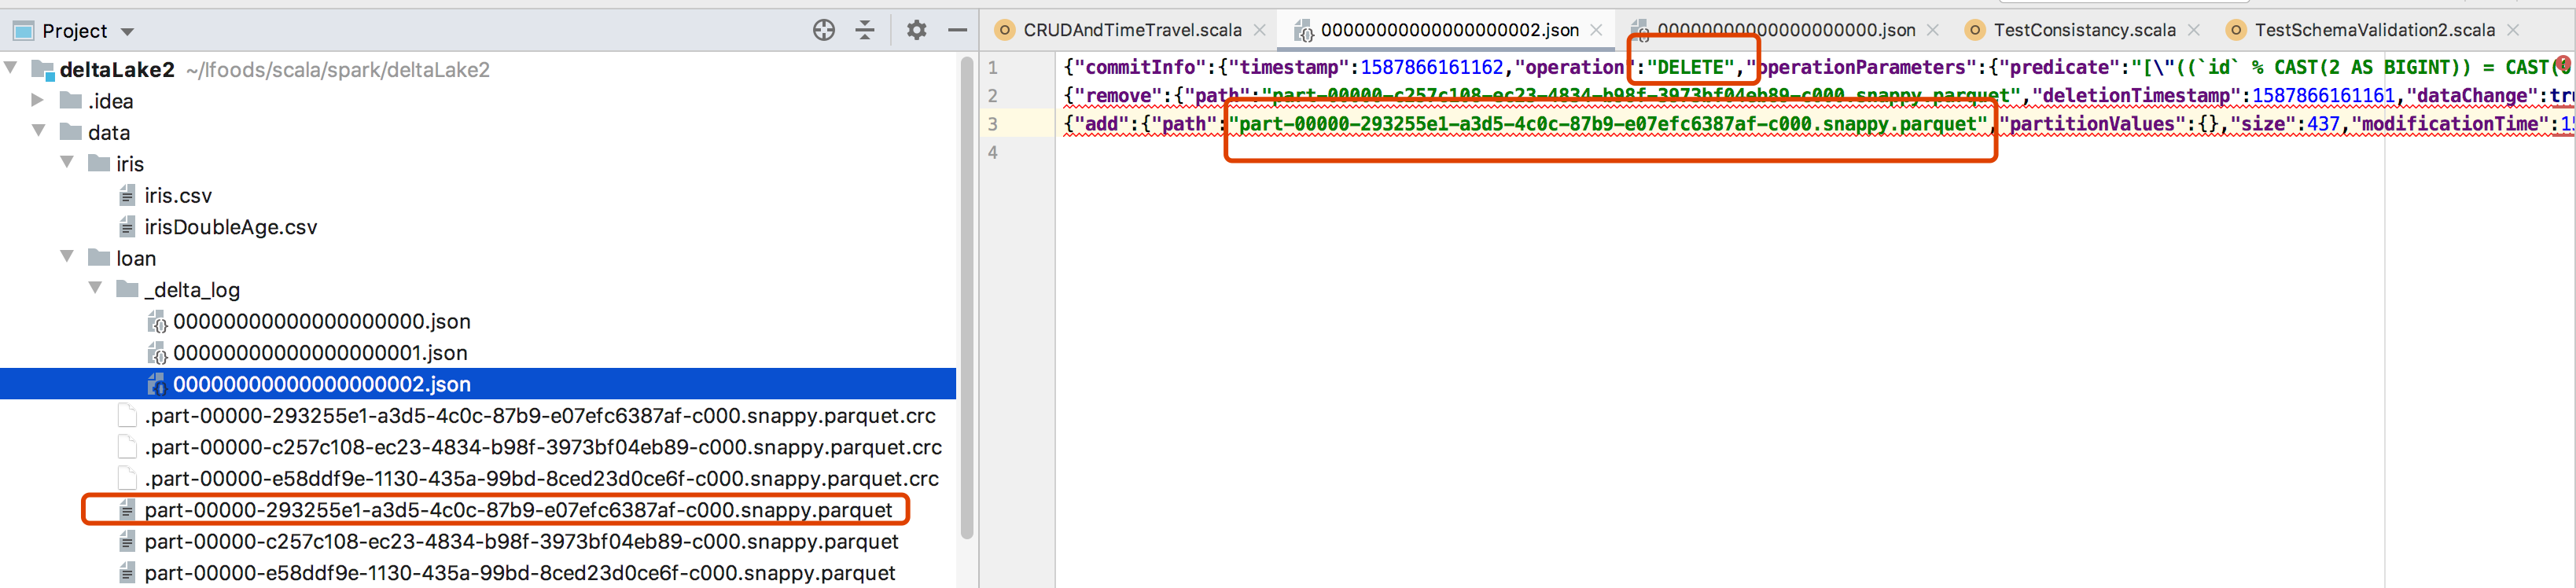 Project
deltaLake2 ~/lfoods/scala/spark/deltaLake2
.idea
data
iris
iris.csv
irisDoubleAge.csv
loan
_delta_log
00000000000000000000.json
00000000000000000001.json
00000000000000000002.json
.part-00000-293255e1-a3d5-4c0c-87b9-e07efc6387af-c000.snappy.parquet.crc
.part-00000-c257c108-ec23-4834-b98f-3973bf04eb89-c000.snappy.parquet.crc
.part-00000-e58ddf9e-1130-435a-99bd-8ced23d0ce6f-c000.snappy.parquet.crc
part-00000-293255e1-a3d5-4c0c-87b9-e07efc6387af-c000.snappy.parquet
part-00000-c257c108-ec23-4834-b98f-3973bf04eb89-c000.snappy.parquet
part-00000-e58ddf9e-1130-435a-99bd-8ced23d0ce6f-c000.snappy.parquet
CRUDAndTimeTravel.scala 00000000000000000002.json 00000000000000000000.json TestConsistancy.scala TestSchemaValidation2.scala
1 {"commitInfo":{"timestamp":1587866161162,"operation":"DELETE","operationParameters":{"predicate":"[\"((`id` % CAST(2 AS BIGINT)) = CAST(
2 {"remove":{"path":"part-00000-c257c108-ec23-4834-b98f-3973bf04eb89-c000.snappy.parquet","deletionTimestamp":1587866161161,"dataChange":tru
3 {"add":{"path":"part-00000-293255e1-a3d5-4c0c-87b9-e07efc6387af-c000.snappy.parquet","partitionValues":{},"size":437,"modificationTime":15
4